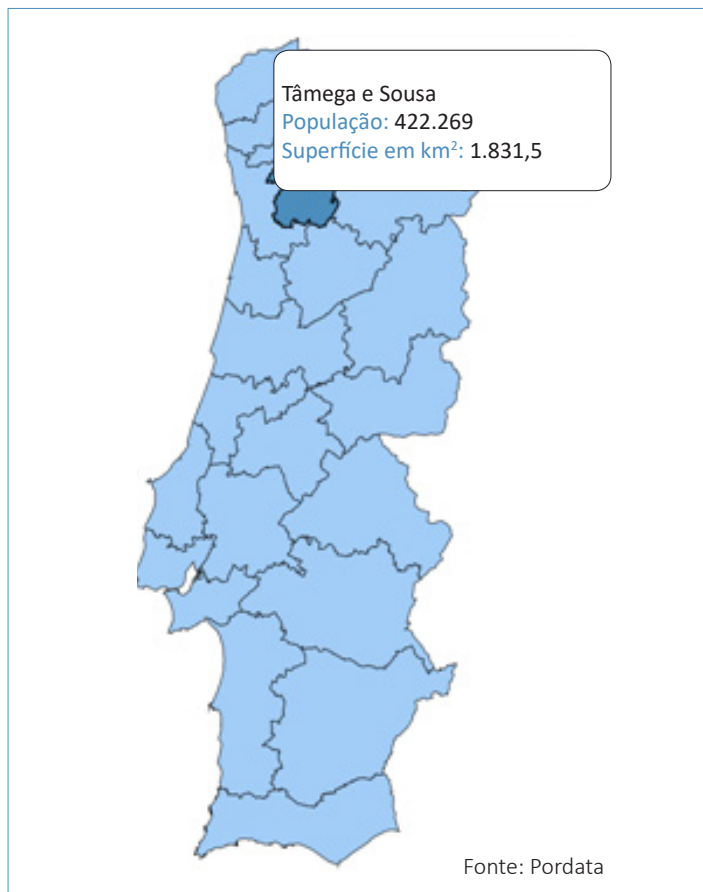 Tâmega e Sousa
População: 422.269
Superfície em km²: 1.831,5
Fonte: Pordata